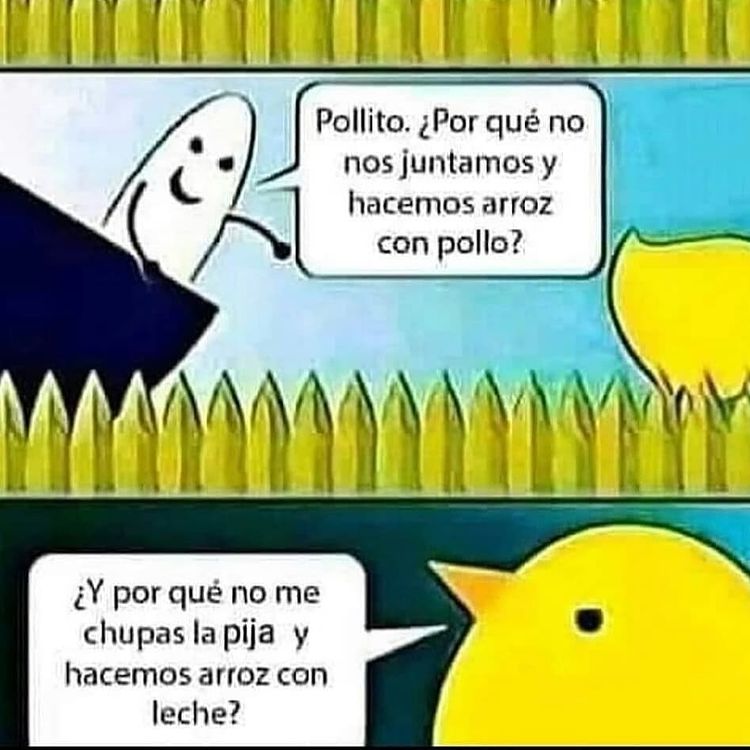 Pollito. ¿Por qué no
nos juntamos y
hacemos arroz
con pollo?
¿Y por qué no me
chupas la pija y
hacemos arroz con
leche?